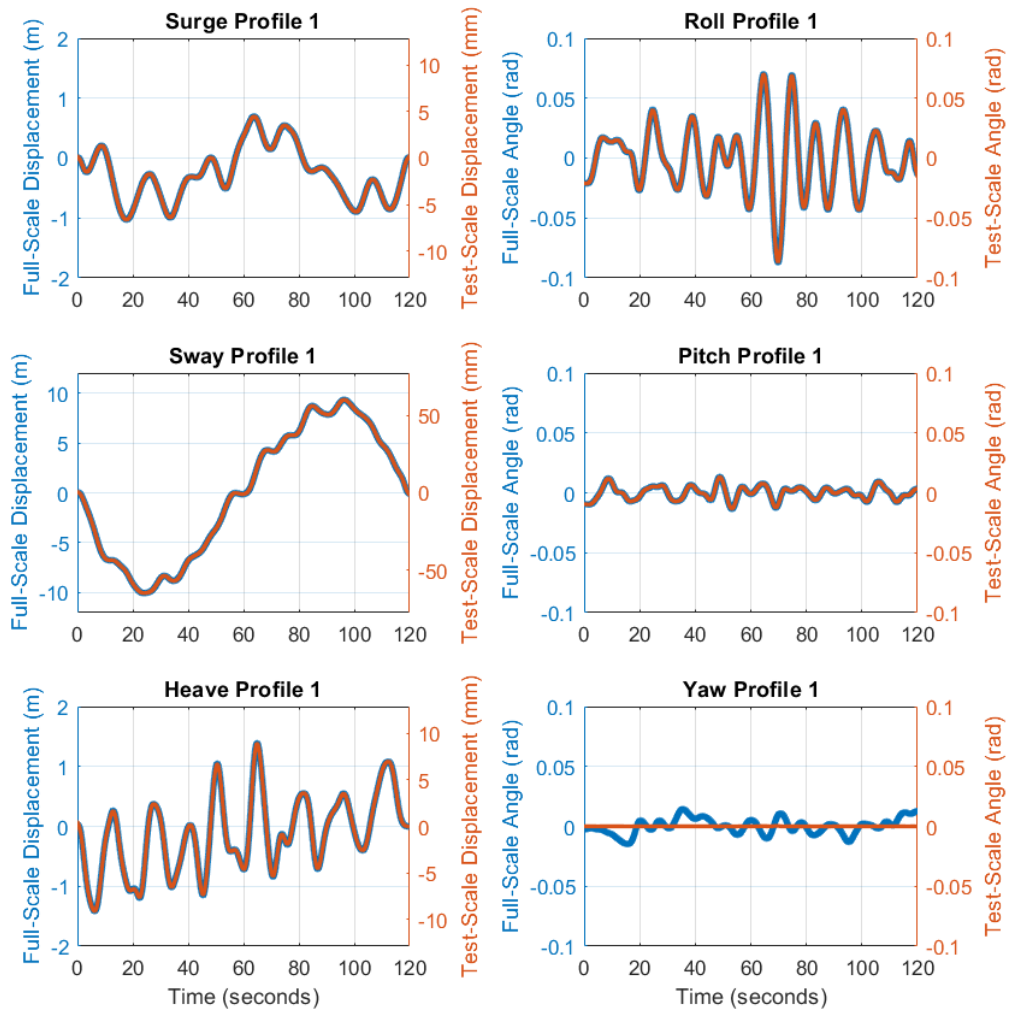 Surge Profile 1
Full-Scale Displacement (m)
2
1
0
-1
-2
Test-Scale Displacement (mm)
10
5
0
-5
-10
0 20 40 60 80 100 120
Roll Profile 1
Full-Scale Angle (rad)
0.1
0.05
0
-0.05
-0.1
Test-Scale Angle (rad)
0.1
0.05
0
-0.05
-0.1
0 20 40 60 80 100 120
Sway Profile 1
Full-Scale Displacement (m)
10
5
0
-5
-10
Test-Scale Displacement (mm)
50
0
-50
0 20 40 60 80 100 120
Pitch Profile 1
Full-Scale Angle (rad)
0.1
0.05
0
-0.05
-0.1
Test-Scale Angle (rad)
0.1
0.05
0
-0.05
-0.1
0 20 40 60 80 100 120
Heave Profile 1
Full-Scale Displacement (m)
2
1
0
-1
-2
Test-Scale Displacement (mm)
10
5
0
-5
-10
0 20 40 60 80 100 120
Time (seconds)
Yaw Profile 1
Full-Scale Angle (rad)
0.1
0.05
0
-0.05
-0.1
Test-Scale Angle (rad)
0.1
0.05
0
-0.05
-0.1
0 20 40 60 80 100 120
Time (seconds)